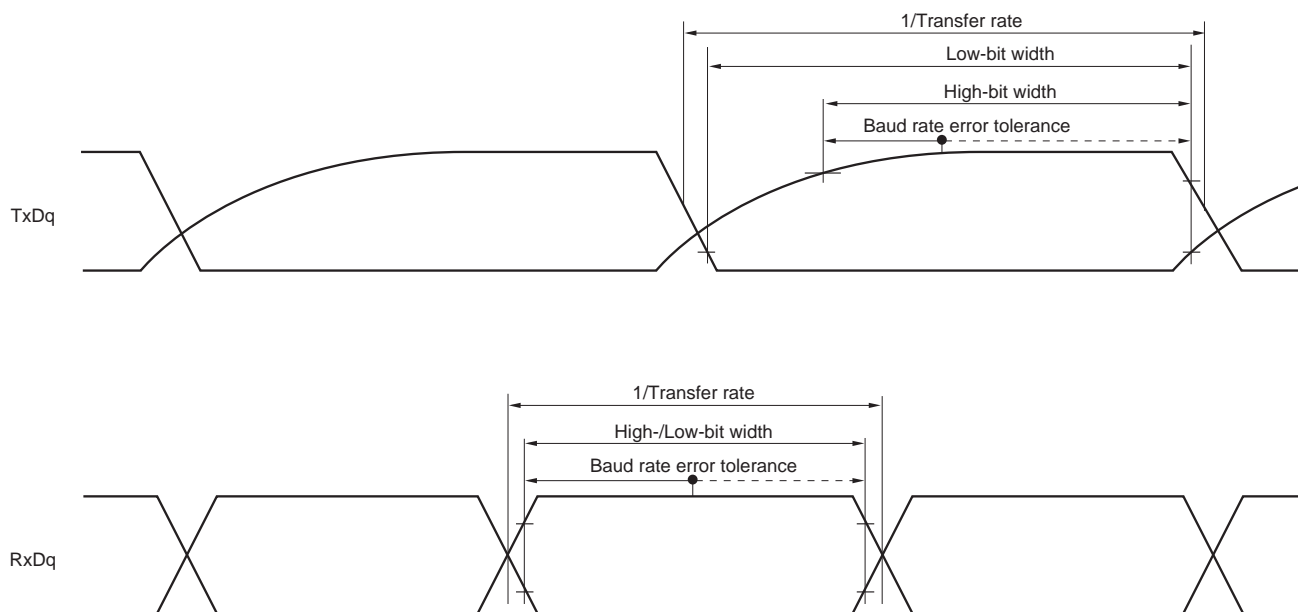 1/Transfer rate
Low-bit width
High-bit width
Baud rate error tolerance
TxDq
1/Transfer rate
High-/Low-bit width
Baud rate error tolerance
RxDq